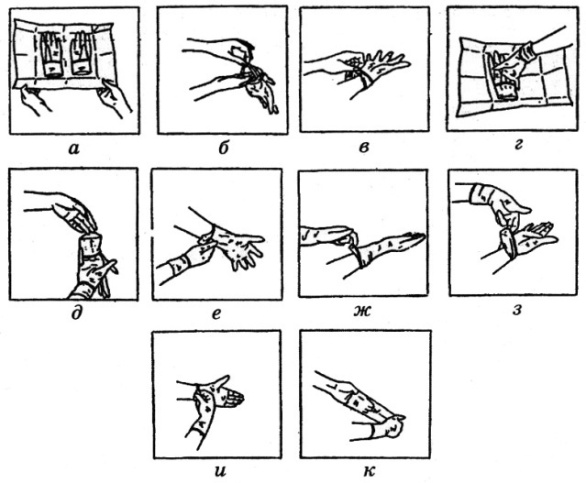 а б в г
д е ж з
и к